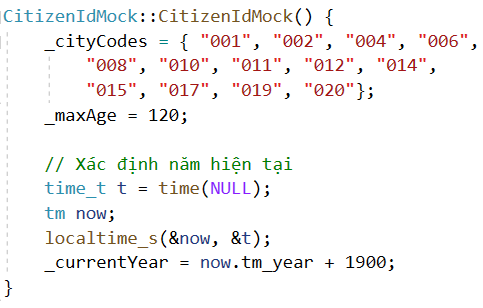 CitizenIdMock::CitizenIdMock() {
    _cityCodes = { "001", "002", "004", "006",
        "008", "010", "011", "012", "014",
        "015", "017", "019", "020"};
    _maxAge = 120;

    // Xác định năm hiện tại
    time_t t = time(NULL);
    tm now;
    localtime_s(&now, &t);
    _currentYear = now.tm_year + 1900;
}